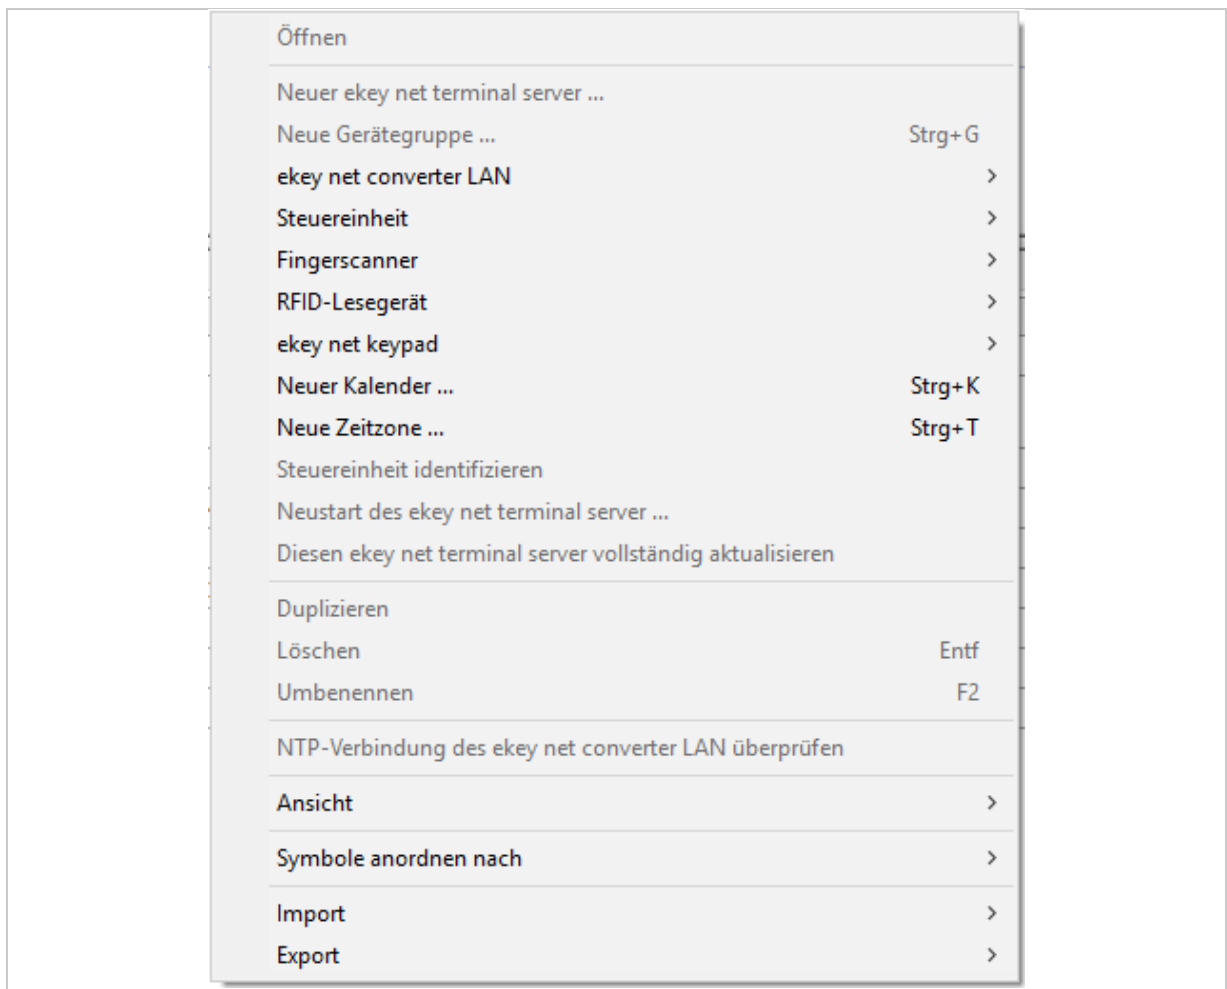 Öffnen
Neuer ekey net terminal server ...
Neue Gerätegruppe ... Strg+G
ekey net converter LAN
Steuereinheit
Fingerscanner
RFID-Lesegerät
ekey net keypad
Neuer Kalender ... Strg+K
Neue Zeitzone ... Strg+T
Steuereinheit identifizieren
Neustart des ekey net terminal server ...
Diesen ekey net terminal server vollständig aktualisieren
Duplizieren
Löschen Entf
Umbenennen F2
NTP-Verbindung des ekey net converter LAN überprüfen
Ansicht
Symbole anordnen nach
Import
Export